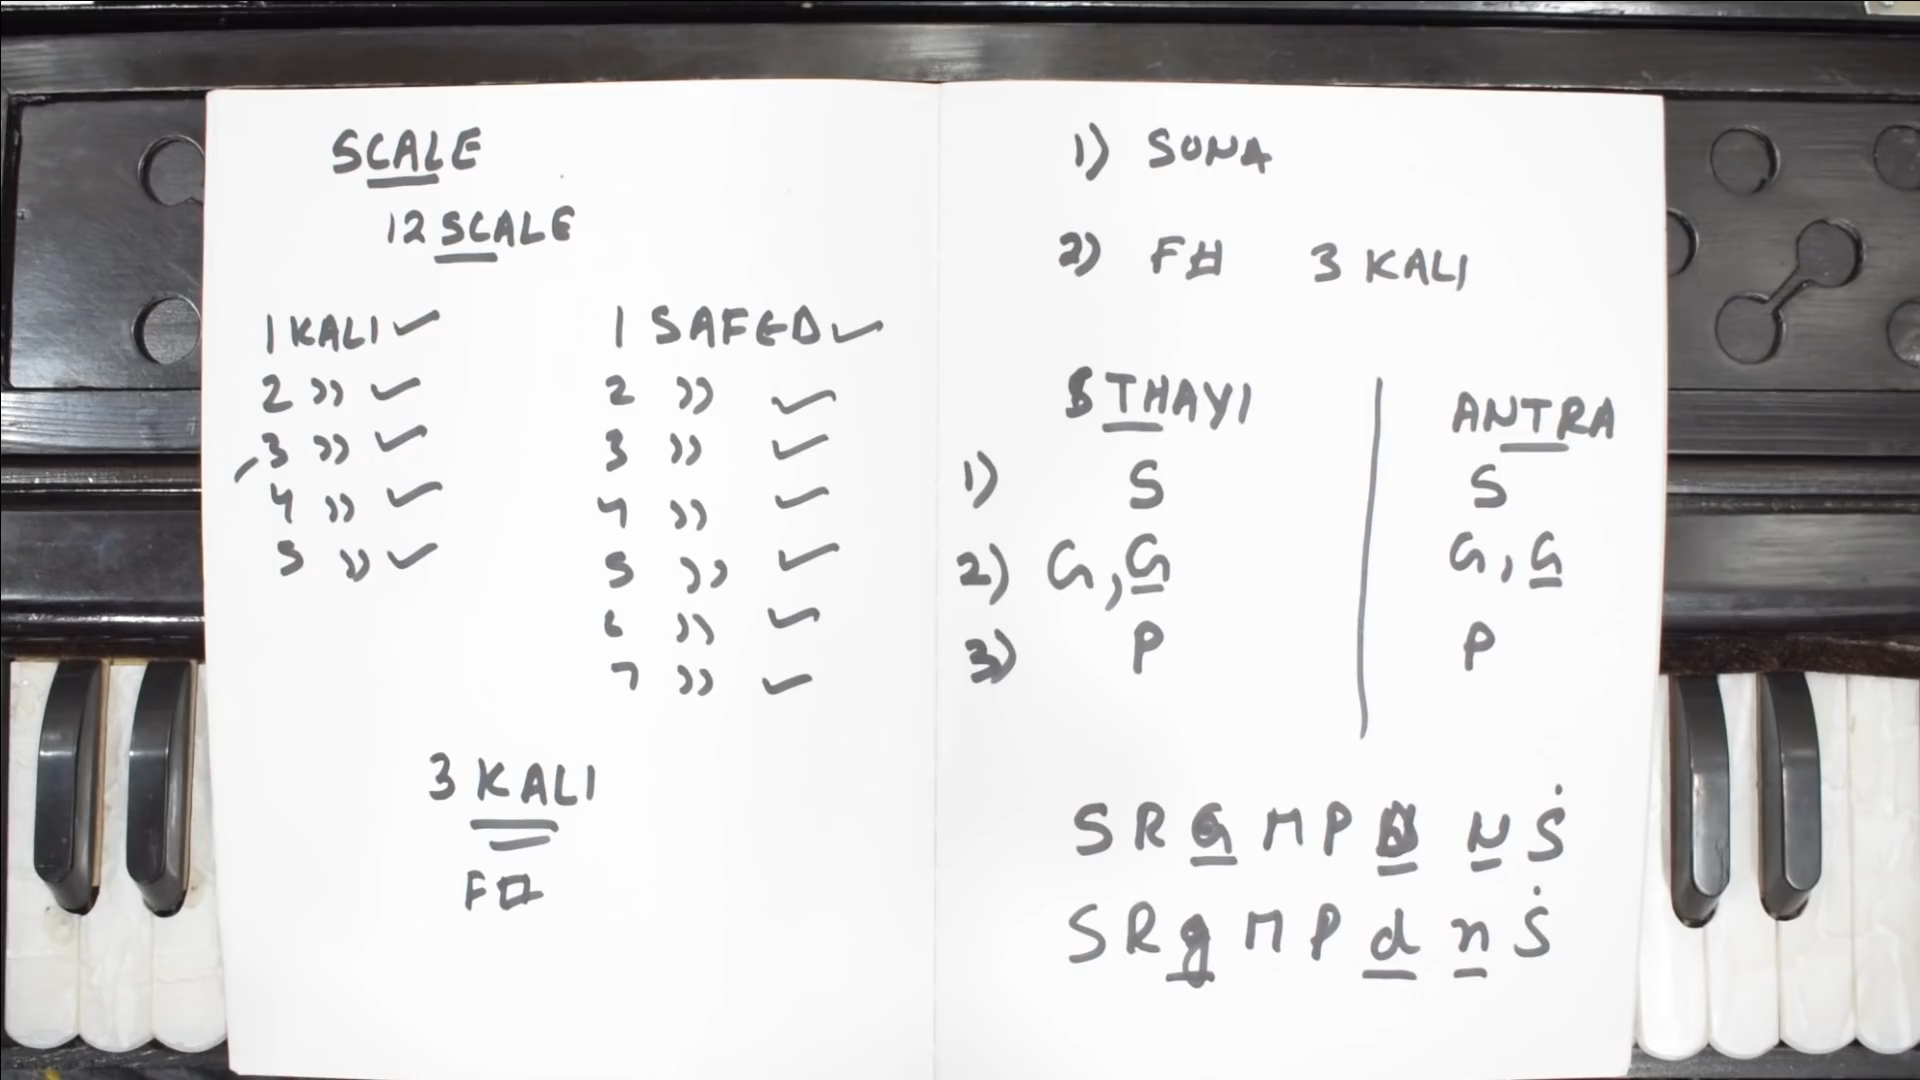 SCALE
12 SCALE
1 KALI ✓
2 〃 ✓
3 〃 ✓
4 〃 ✓
5 〃 ✓
1 SAFED ✓
2 〃 ✓
3 〃 ✓
4 〃 ✓
5 〃 ✓
6 〃 ✓
7 〃 ✓
3 KALI
F#
1) SUNA
2) F# 3 KALI
STHAYI | ANTRA
1) S | S
2) G, G̲ | G, G̲
3) P | P
S R G̲ M P D̲ N̲ Ṡ
S R g̲ M P d̲ n̲ Ṡ